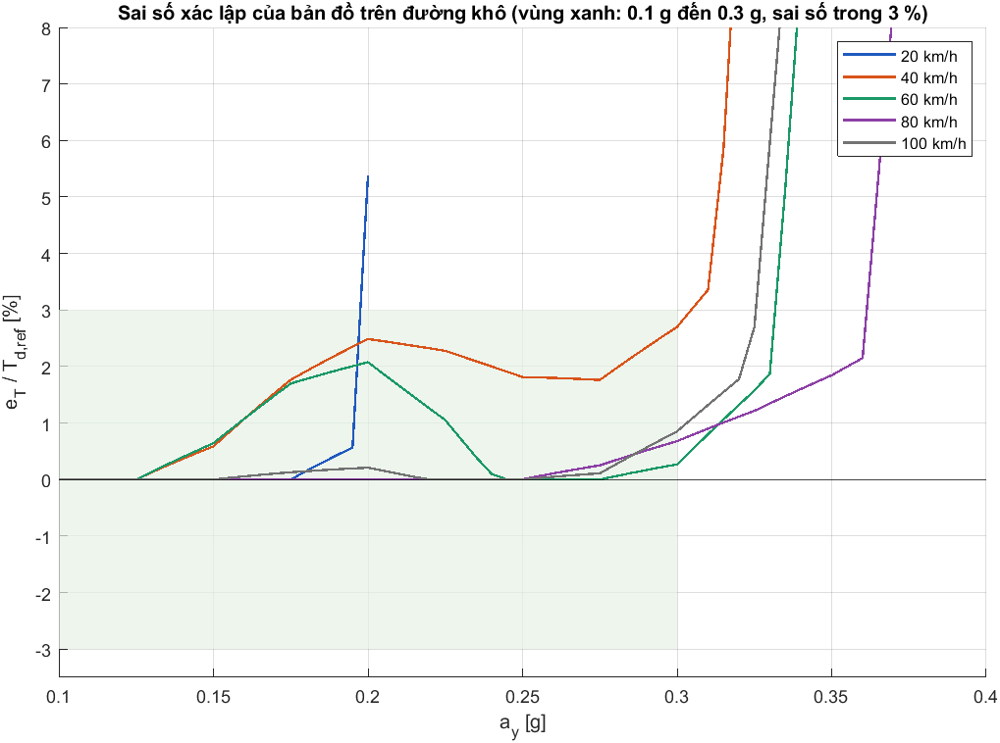 Sai số xác lập của bản đồ trên đường khô (vùng xanh: 0.1 g đến 0.3 g, sai số trong 3 %)
8
7
6
5
4
3
2
1
0
-1
-2
-3
e_T / T_d,ref [%]
20 km/h
40 km/h
60 km/h
80 km/h
100 km/h
0.1 0.15 0.2 0.25 0.3 0.35 0.4
a_y [g]